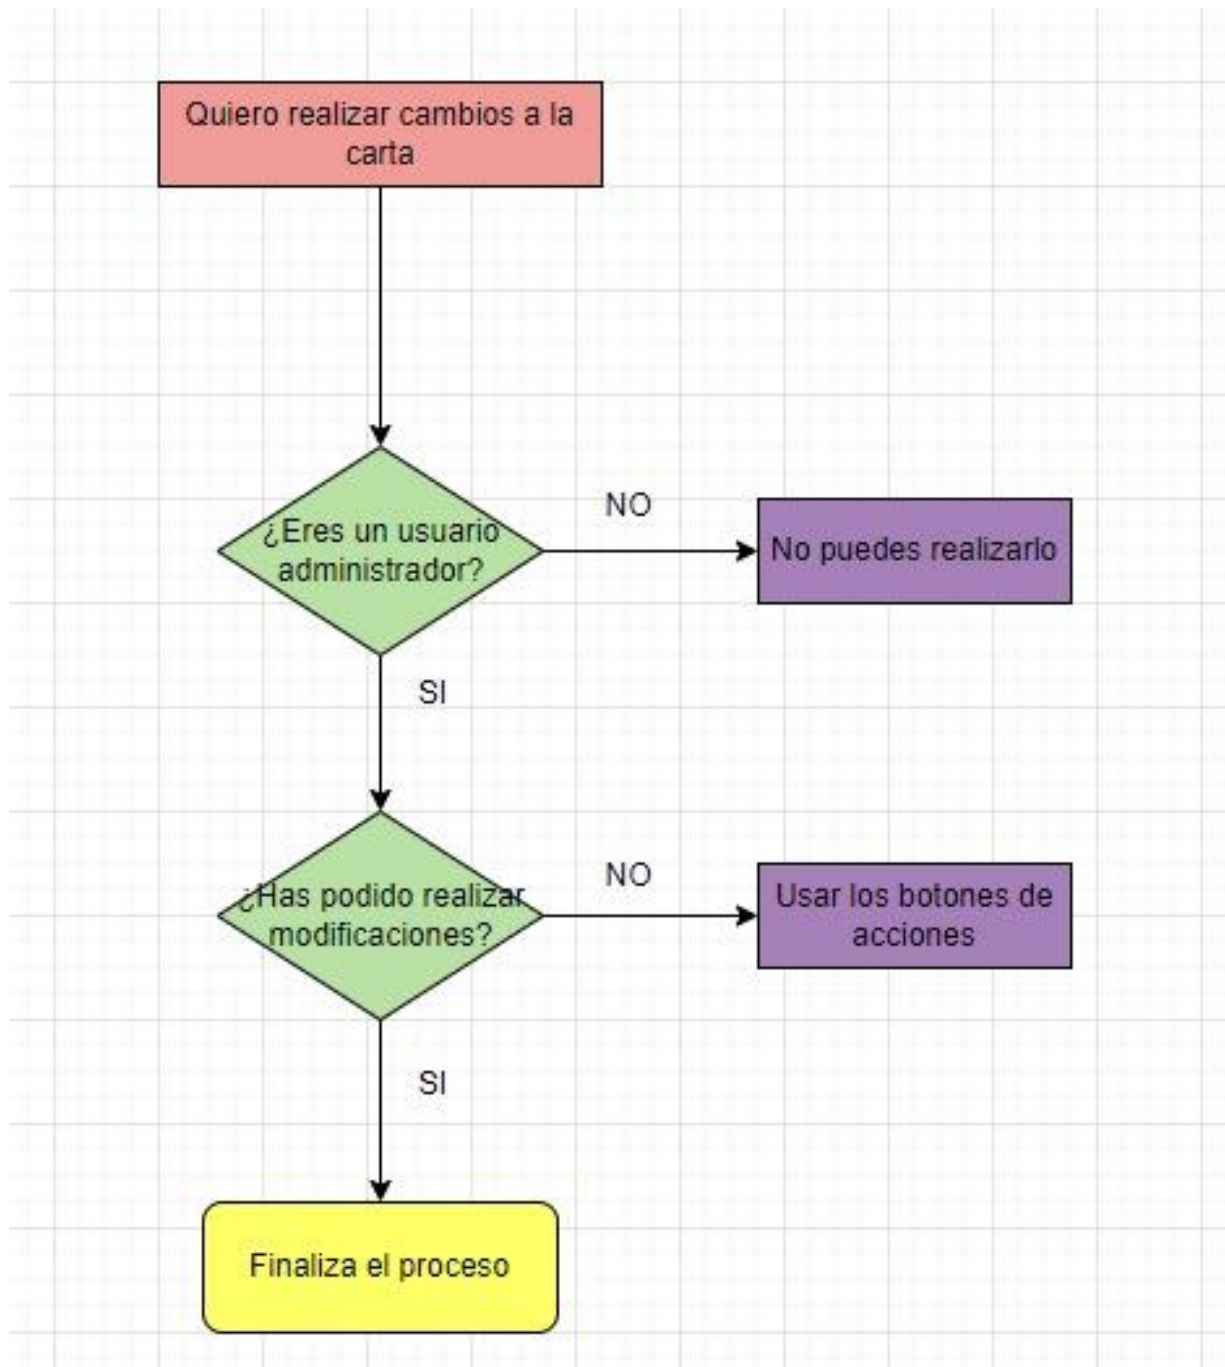 Quiero realizar cambios a la
carta
¿Eres un usuario
administrador?
NO
No puedes realizarlo
SI
¿Has podido realizar
modificaciones?
NO
Usar los botones de
acciones
SI
Finaliza el proceso